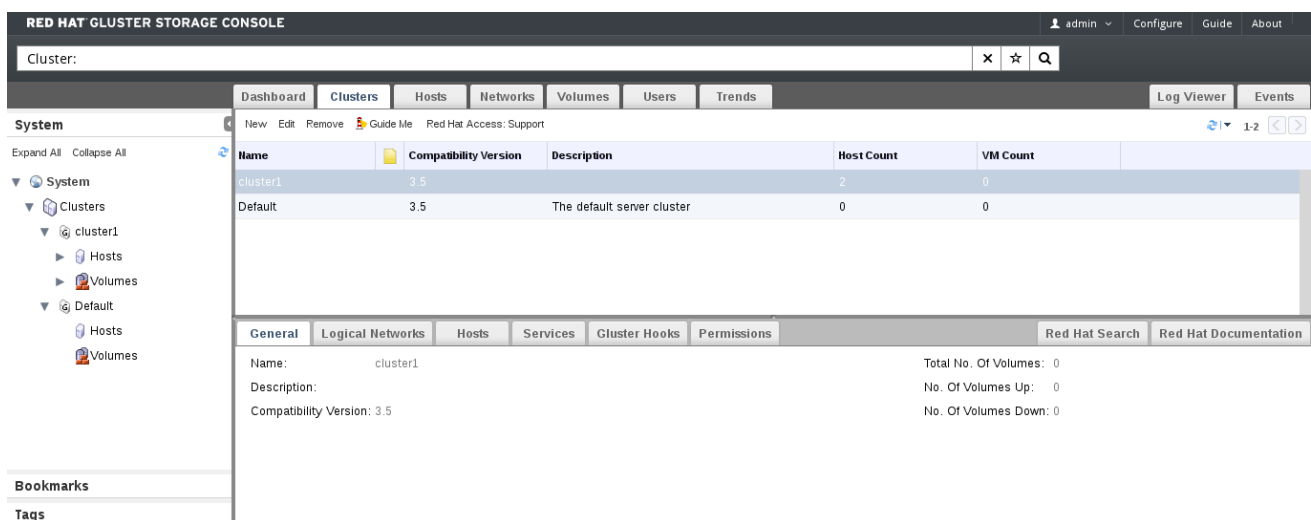 RED HAT GLUSTER STORAGE CONSOLE
admin Configure Guide About
Cluster:
Dashboard Clusters Hosts Networks Volumes Users Trends Log Viewer Events
System
Expand All Collapse All
System
Clusters
cluster1
Hosts
Volumes
Default
Hosts
Volumes
Bookmarks
Tags
New Edit Remove Guide Me Red Hat Access: Support 1-2
Name Compatibility Version Description Host Count VM Count
cluster1 3.5 2 0
Default 3.5 The default server cluster 0 0
General Logical Networks Hosts Services Gluster Hooks Permissions Red Hat Search Red Hat Documentation
Name: cluster1 Total No. Of Volumes: 0
Description: No. Of Volumes Up: 0
Compatibility Version: 3.5 No. Of Volumes Down: 0